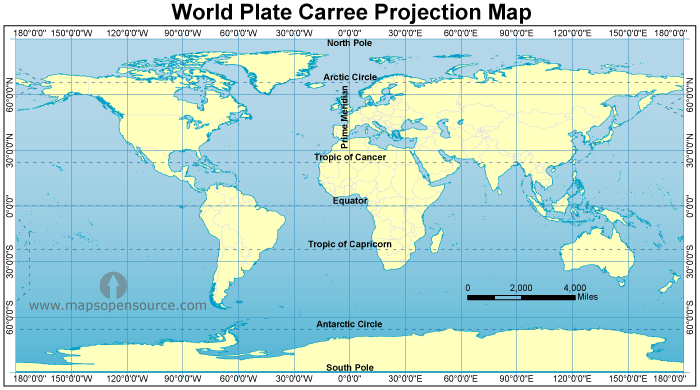 World Plate Carree Projection Map
180°0'0" 150°0'0"W 120°0'0"W 90°0'0"W 60°0'0"W 30°0'0"W 0°0'0" 30°0'0"E 60°0'0"E 90°0'0"E 120°0'0"E 150°0'0"E 180°0'0"
North Pole
Arctic Circle
60°0'0"N
60°0'0"N
Prime Meridian
30°0'0"N
30°0'0"N
Tropic of Cancer
Equator
0°0'0"
0°0'0"
Tropic of Capricorn
30°0'0"S
30°0'0"S
0 2,000 4,000
Miles
www.mapsopensource.com
60°0'0"S
60°0'0"S
Antarctic Circle
South Pole
180°0'0" 150°0'0"W 120°0'0"W 90°0'0"W 60°0'0"W 30°0'0"W 0°0'0" 30°0'0"E 60°0'0"E 90°0'0"E 120°0'0"E 150°0'0"E 180°0'0"